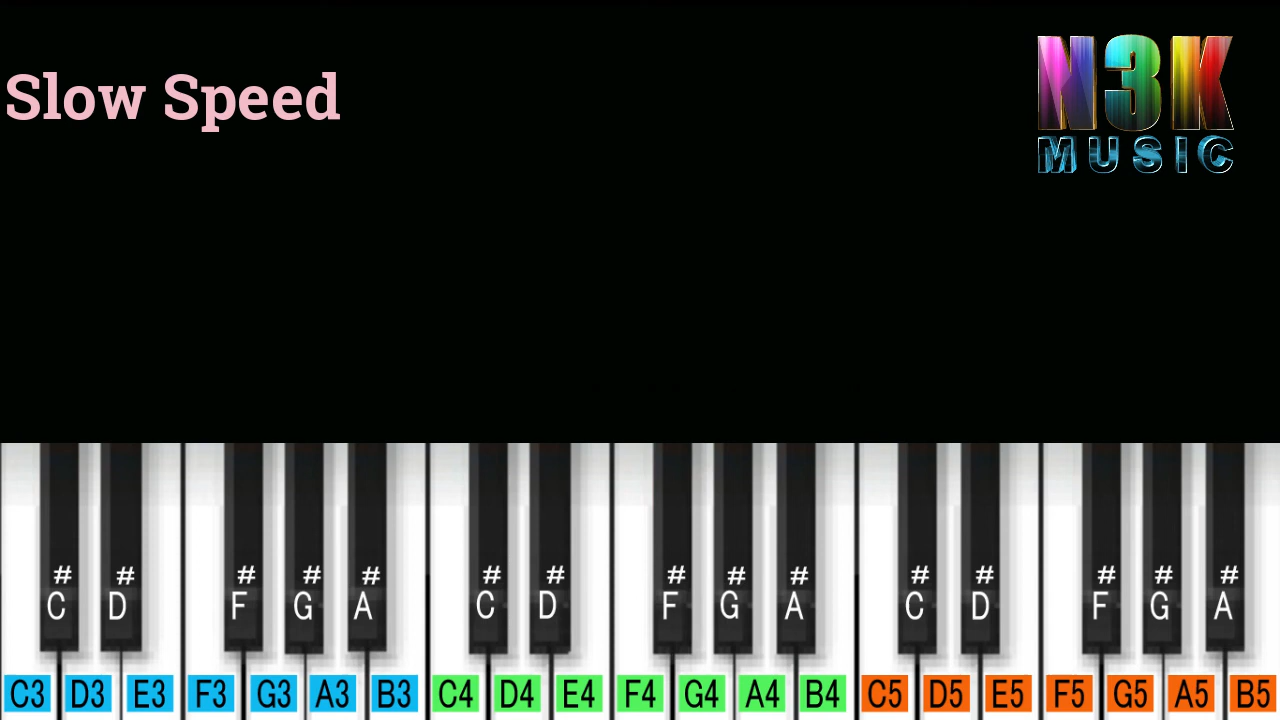 Slow Speed
N3K
MUSIC
# # # # # # # # # # # # # # #
C D F G A C D F G A C D F G A
C3 D3 E3 F3 G3 A3 B3 C4 D4 E4 F4 G4 A4 B4 C5 D5 E5 F5 G5 A5 B5